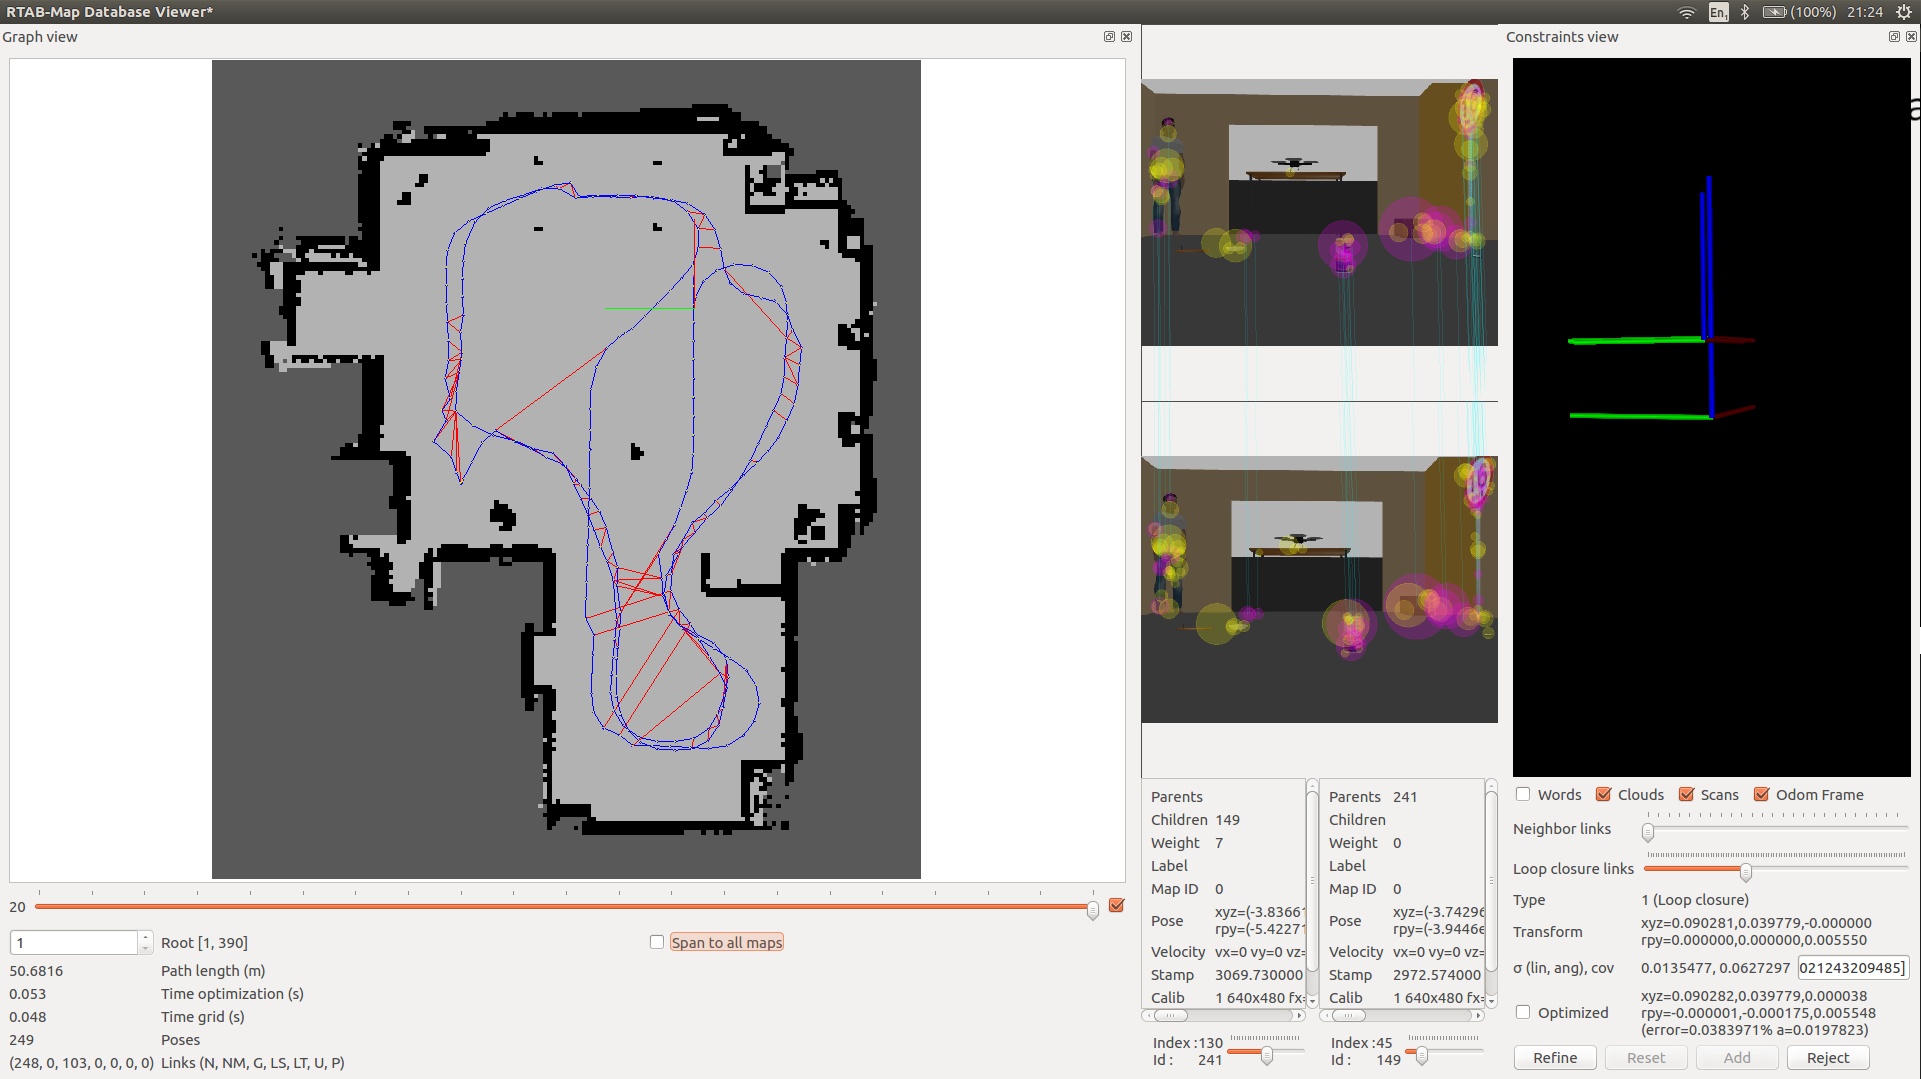 RTAB-Map Database Viewer*
En1 (100%) 21:24
Graph view
Constraints view
20
1 Root [1, 390]
Span to all maps
50.6816 Path length (m)
0.053 Time optimization (s)
0.048 Time grid (s)
249 Poses
(248, 0, 103, 0, 0, 0, 0) Links (N, NM, G, LS, LT, U, P)
Parents
Children 149
Weight 7
Label
Map ID 0
Pose xyz=(-3.83661
rpy=(-5.42271
Velocity vx=0 vy=0 vz=
Stamp 3069.730000
Calib 1 640x480 fx=
Index :130
Id : 241
Parents 241
Children
Weight 0
Label
Map ID 0
Pose xyz=(-3.74296
rpy=(-3.9446e
Velocity vx=0 vy=0 vz=
Stamp 2972.574000
Calib 1 640x480 fx=
Index :45
Id : 149
Words Clouds Scans Odom Frame
Neighbor links
Loop closure links
Type 1 (Loop closure)
Transform xyz=0.090281,0.039779,-0.000000
rpy=0.000000,0.000000,0.005550
σ (lin, ang), cov 0.0135477, 0.0627297 021243209485]
Optimized xyz=0.090282,0.039779,0.000038
rpy=-0.000001,-0.000175,0.005548
(error=0.0383971% a=0.0197823)
Refine Reset Add Reject